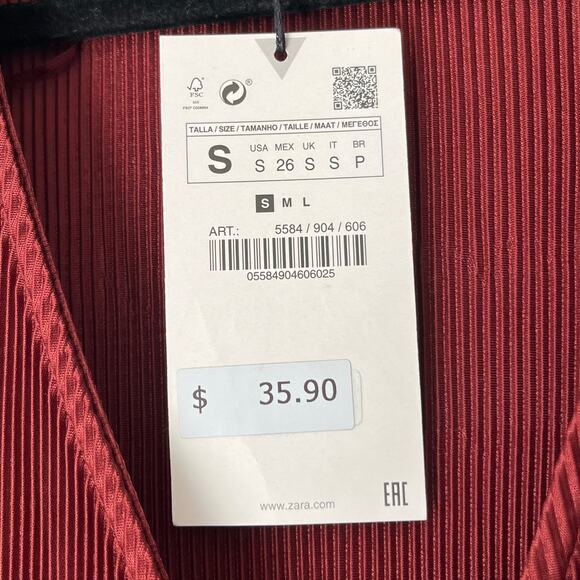 FSC
®
TALLA / SIZE / TAMANHO / TAILLE / MAAT / ΜΕΓΕΘΟΣ
S
USA MEX UK IT BR
S 26 S S P
S M L
ART.: 5584 / 904 / 606
05584904606025
$ 35.90
www.zara.com
EAC